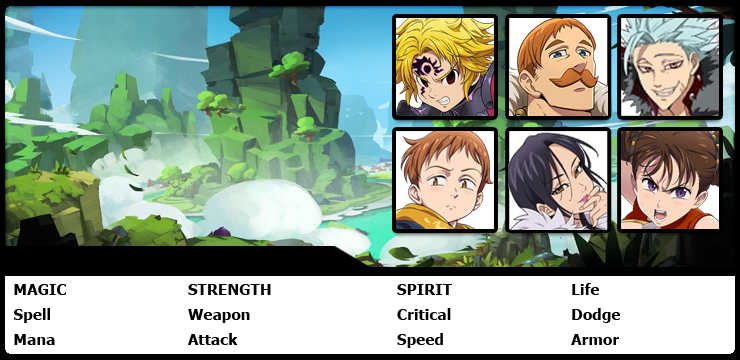 MAGIC STRENGTH SPIRIT Life
Spell Weapon Critical Dodge
Mana Attack Speed Armor